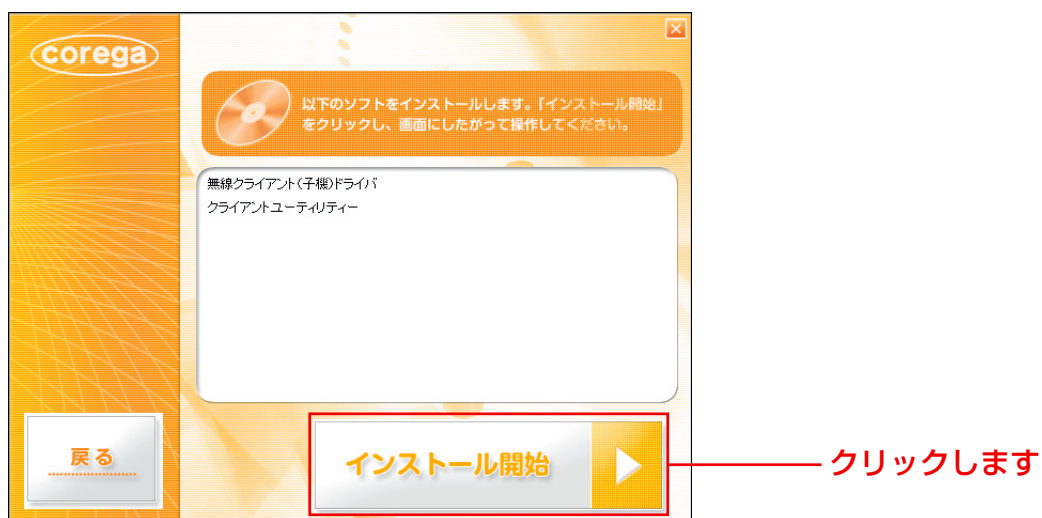 corega
以下のソフトをインストールします。「インストール開始」
をクリックし、画面にしたがって操作してください。
無線クライアント(子機)ドライバ
クライアントユーティリティー
戻る
インストール開始
クリックします